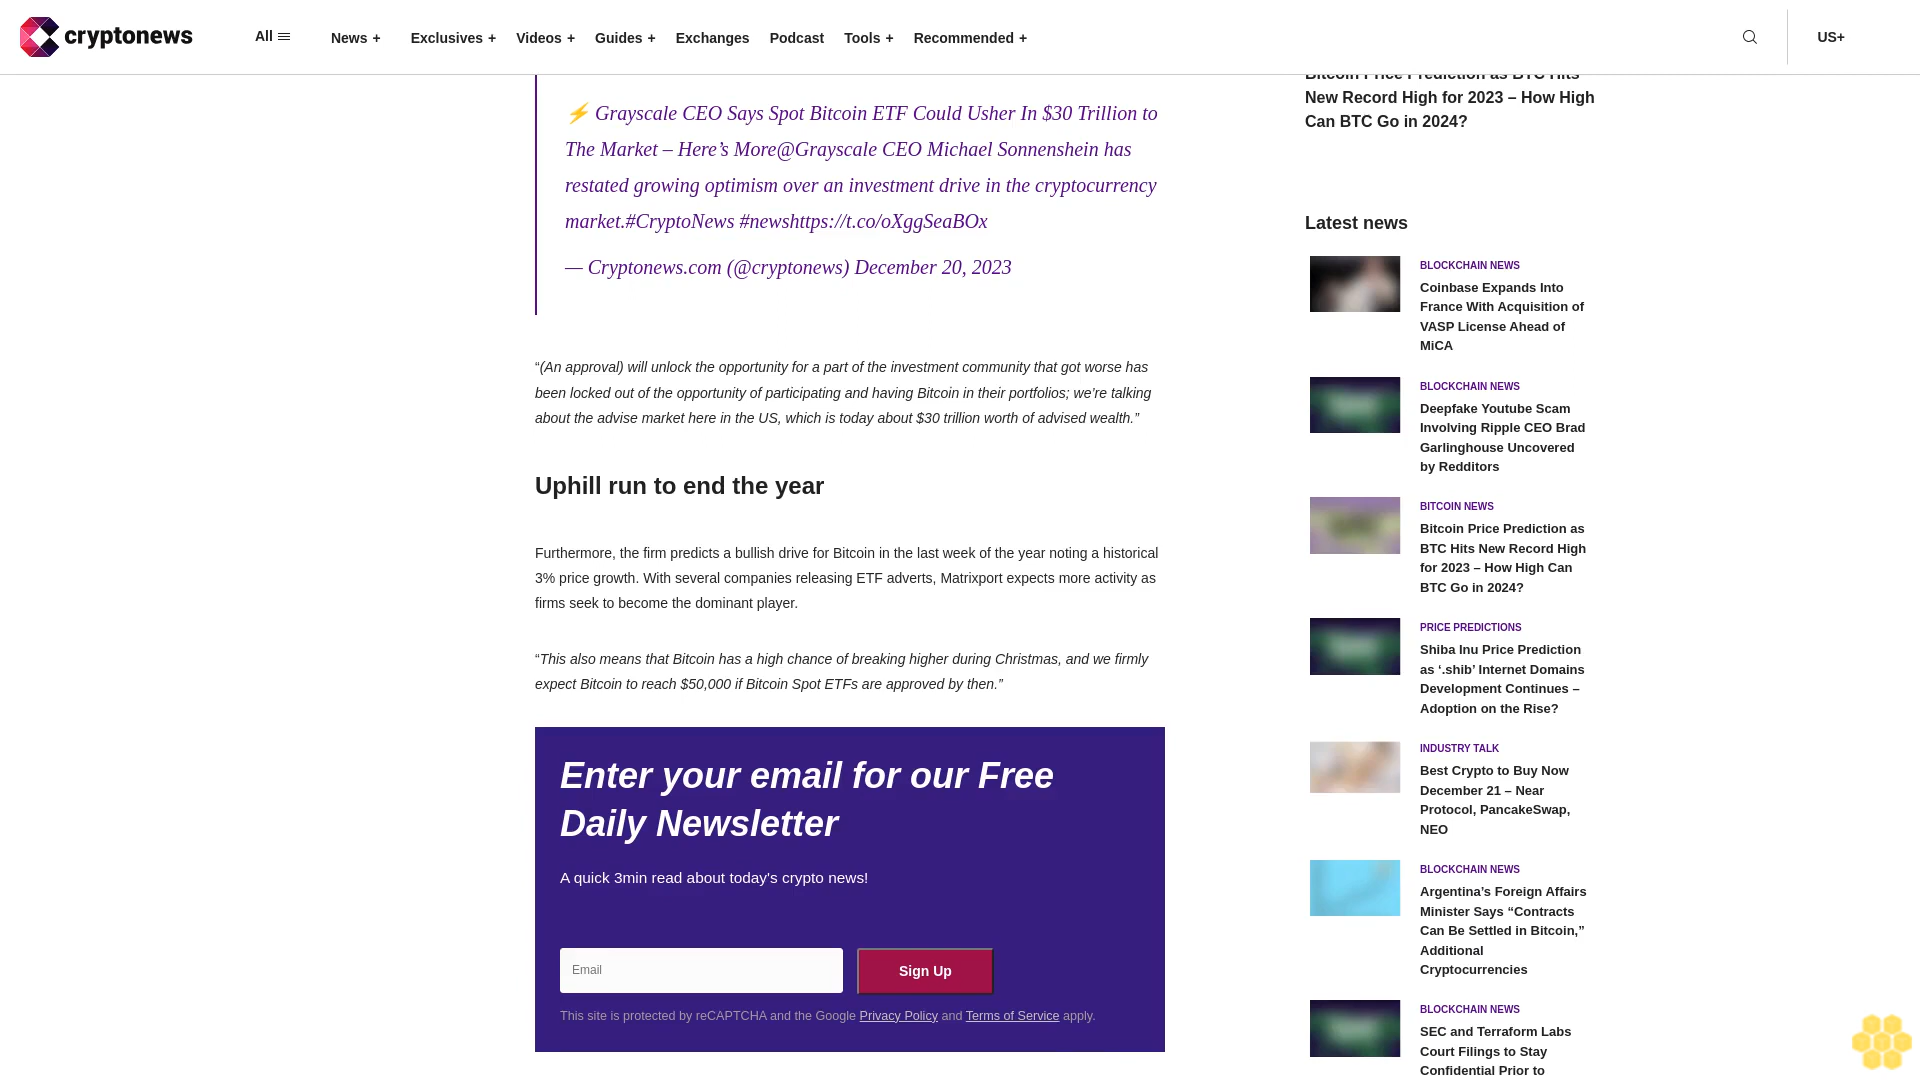 cryptonews
All
News +
Exclusives +
Videos +
Guides +
Exchanges
Podcast
Tools +
Recommended +
US+
⚡ Grayscale CEO Says Spot Bitcoin ETF Could Usher In $30 Trillion to
The Market – Here’s More@Grayscale CEO Michael Sonnenshein has
restated growing optimism over an investment drive in the cryptocurrency
market.#CryptoNews #newshttps://t.co/oXggSeaBOx
— Cryptonews.com (@cryptonews) December 20, 2023
“(An approval) will unlock the opportunity for a part of the investment community that got worse has
been locked out of the opportunity of participating and having Bitcoin in their portfolios; we’re talking
about the advise market here in the US, which is today about $30 trillion worth of advised wealth.”
Uphill run to end the year
Furthermore, the firm predicts a bullish drive for Bitcoin in the last week of the year noting a historical
3% price growth. With several companies releasing ETF adverts, Matrixport expects more activity as
firms seek to become the dominant player.
“This also means that Bitcoin has a high chance of breaking higher during Christmas, and we firmly
expect Bitcoin to reach $50,000 if Bitcoin Spot ETFs are approved by then.”
Enter your email for our Free
Daily Newsletter
A quick 3min read about today's crypto news!
Email
Sign Up
This site is protected by reCAPTCHA and the Google Privacy Policy and Terms of Service apply.
Bitcoin Price Prediction as BTC Hits
New Record High for 2023 – How High
Can BTC Go in 2024?
Latest news
BLOCKCHAIN NEWS
Coinbase Expands Into
France With Acquisition of
VASP License Ahead of
MiCA
BLOCKCHAIN NEWS
Deepfake Youtube Scam
Involving Ripple CEO Brad
Garlinghouse Uncovered
by Redditors
BITCOIN NEWS
Bitcoin Price Prediction as
BTC Hits New Record High
for 2023 – How High Can
BTC Go in 2024?
PRICE PREDICTIONS
Shiba Inu Price Prediction
as ‘.shib’ Internet Domains
Development Continues –
Adoption on the Rise?
INDUSTRY TALK
Best Crypto to Buy Now
December 21 – Near
Protocol, PancakeSwap,
NEO
BLOCKCHAIN NEWS
Argentina’s Foreign Affairs
Minister Says “Contracts
Can Be Settled in Bitcoin,”
Additional
Cryptocurrencies
BLOCKCHAIN NEWS
SEC and Terraform Labs
Court Filings to Stay
Confidential Prior to